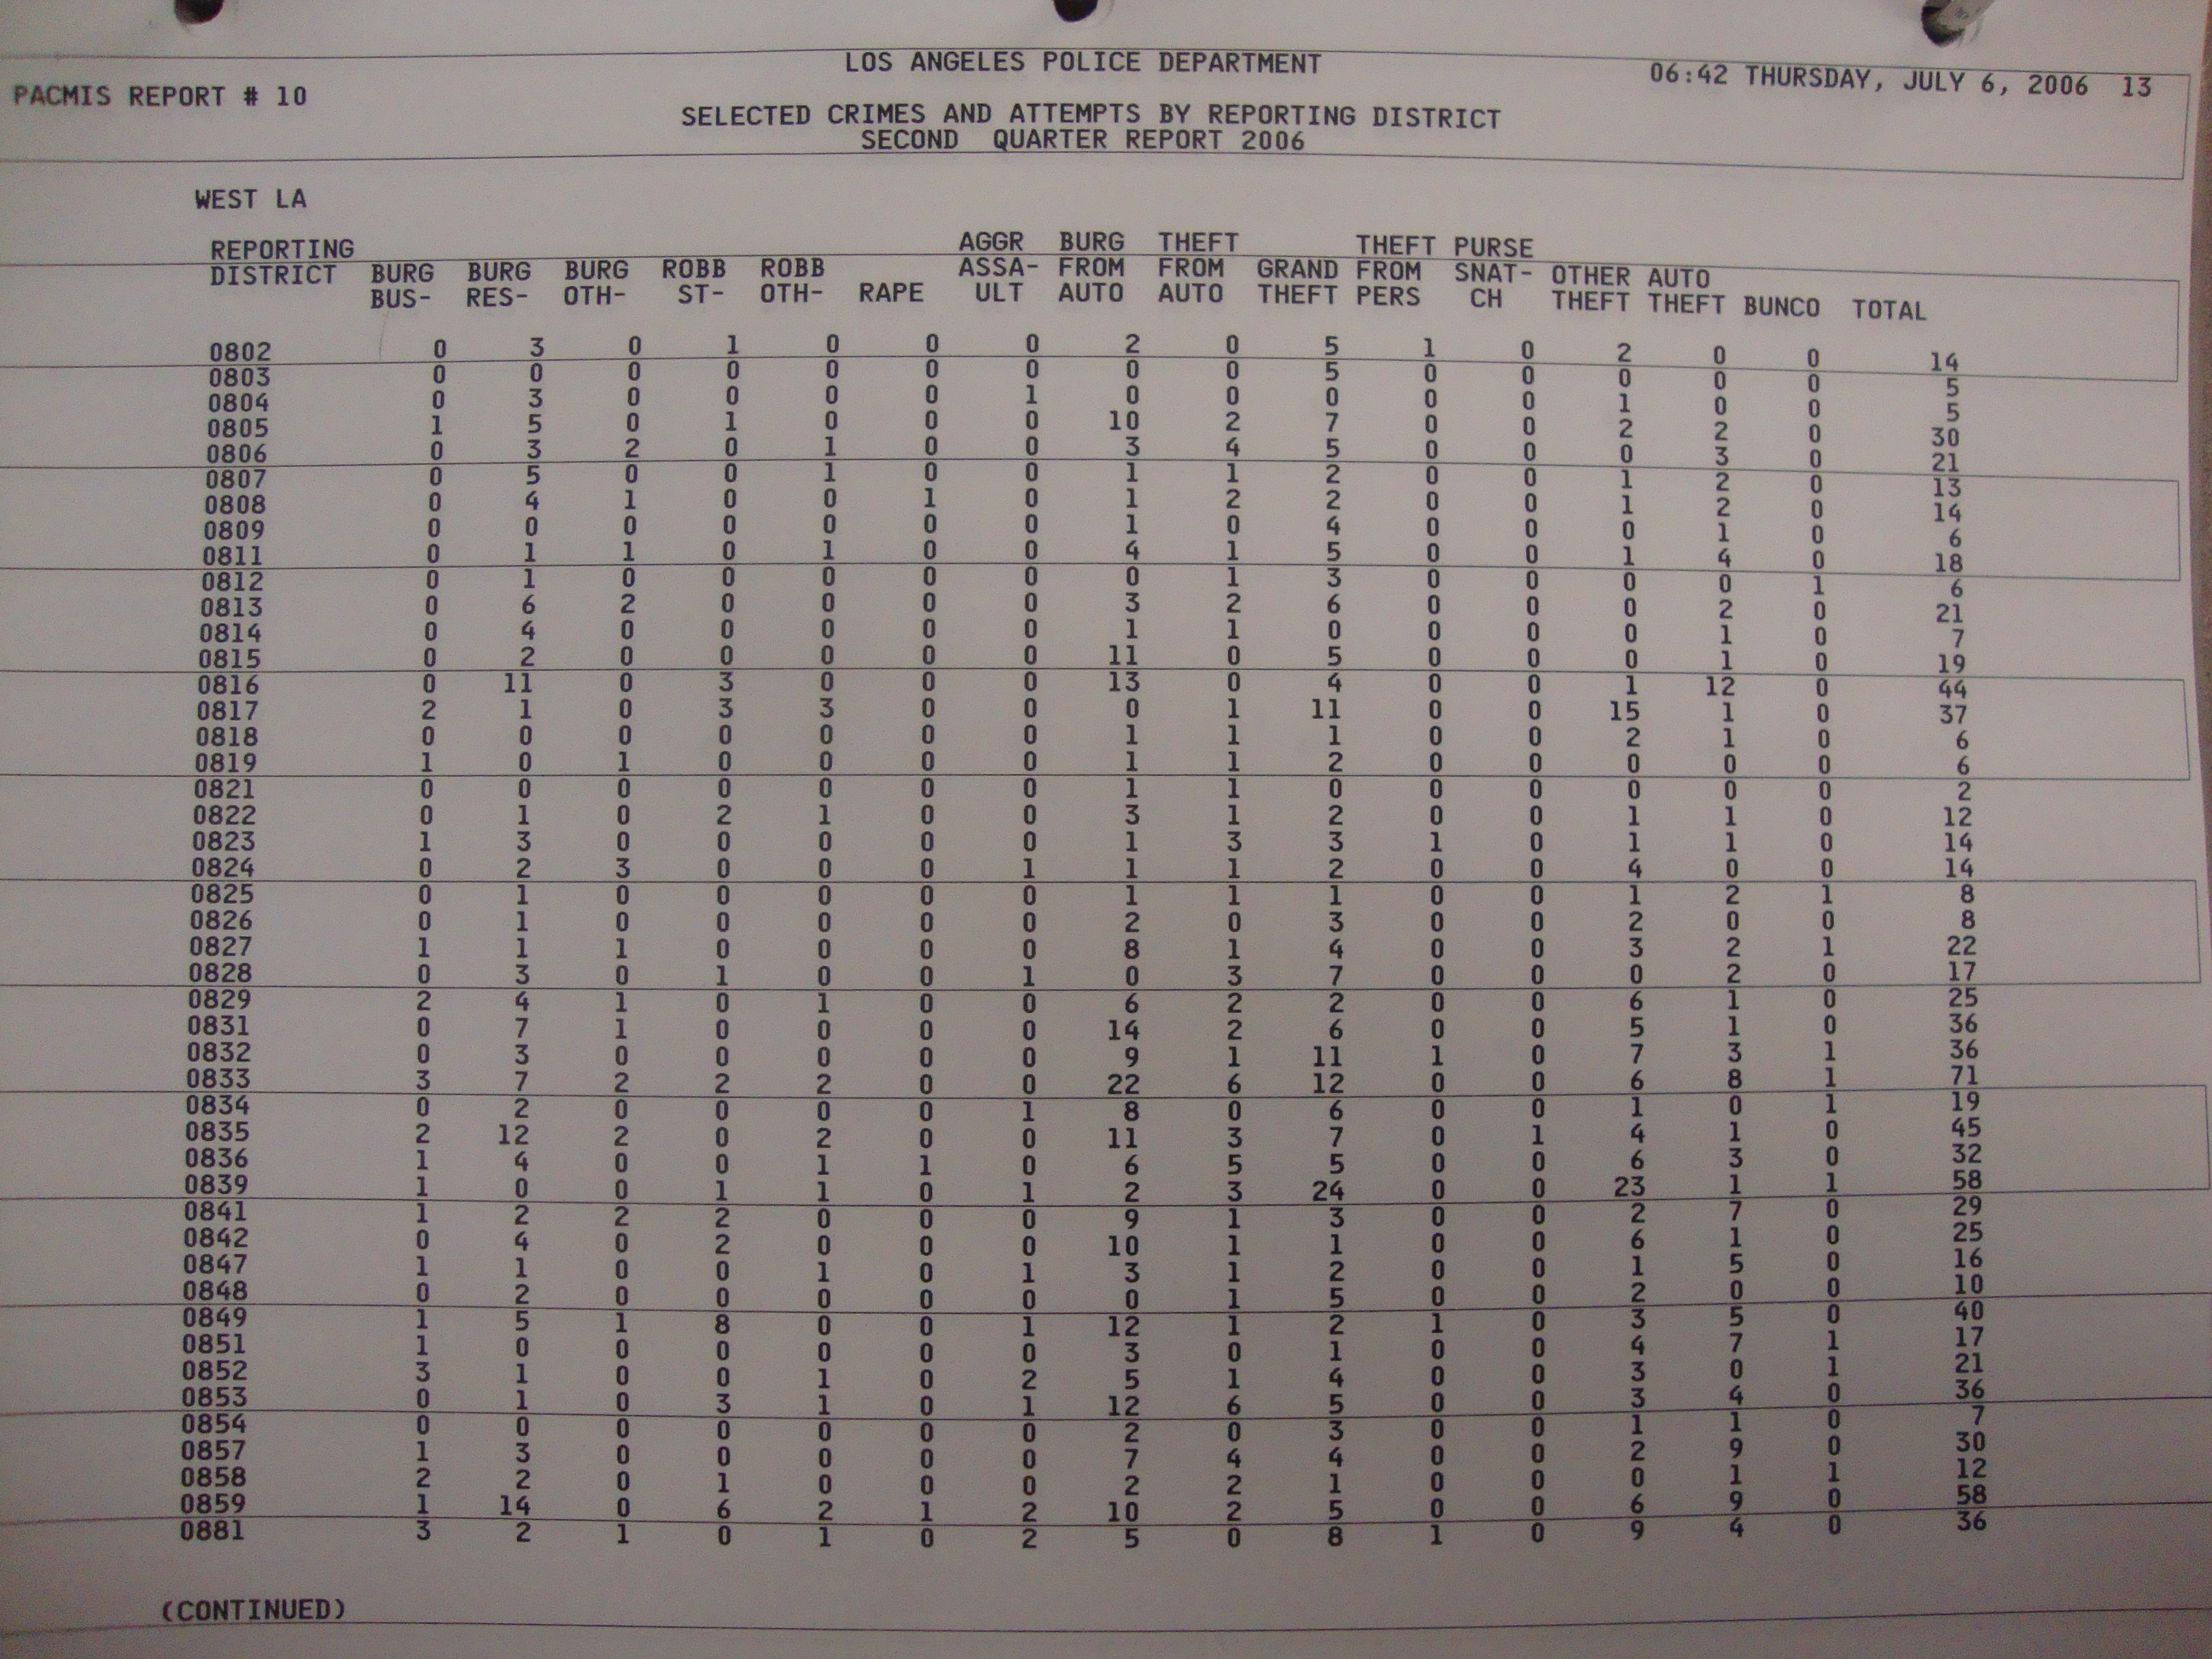 LOS ANGELES POLICE DEPARTMENT
PACMIS REPORT # 10 06:42 THURSDAY, JULY 6, 2006 13
SELECTED CRIMES AND ATTEMPTS BY REPORTING DISTRICT
SECOND QUARTER REPORT 2006
WEST LA
REPORTING AGGR BURG THEFT THEFT PURSE
DISTRICT BURG BURG BURG ROBB ROBB ASSA- FROM FROM GRAND FROM SNAT- OTHER AUTO
BUS- RES- OTH- ST- OTH- RAPE ULT AUTO AUTO THEFT PERS CH THEFT THEFT BUNCO TOTAL
0802 0 3 0 1 0 0 0 2 0 5 1 0 2 0 0 14
0803 0 0 0 0 0 0 0 0 0 5 0 0 0 0 0 5
0804 0 3 0 0 0 0 1 0 0 0 0 0 1 0 0 5
0805 1 5 0 1 0 0 0 10 2 7 0 0 2 2 0 30
0806 0 3 2 0 1 0 0 3 4 5 0 0 0 3 0 21
0807 0 5 0 0 1 0 0 1 1 2 0 0 1 2 0 13
0808 0 4 1 0 0 1 0 1 2 2 0 0 1 2 0 14
0809 0 0 0 0 0 0 0 1 0 4 0 0 0 1 0 6
0811 0 1 1 0 1 0 0 4 1 5 0 0 1 4 0 18
0812 0 1 0 0 0 0 0 0 1 3 0 0 0 0 1 6
0813 0 6 2 0 0 0 0 3 2 6 0 0 0 2 0 21
0814 0 4 0 0 0 0 0 1 1 0 0 0 0 1 0 7
0815 0 2 0 0 0 0 0 11 0 5 0 0 0 1 0 19
0816 0 11 0 3 0 0 0 13 0 4 0 0 1 12 0 44
0817 2 1 0 3 3 0 0 0 1 11 0 0 15 1 0 37
0818 0 0 0 0 0 0 0 1 1 1 0 0 2 1 0 6
0819 1 0 1 0 0 0 0 1 1 2 0 0 0 0 0 6
0821 0 0 0 0 0 0 0 1 1 0 0 0 0 0 0 2
0822 0 1 0 2 1 0 0 3 1 2 0 0 1 1 0 12
0823 1 3 0 0 0 0 0 1 3 3 1 0 1 1 0 14
0824 0 2 3 0 0 0 1 1 1 2 0 0 4 0 0 14
0825 0 1 0 0 0 0 0 1 1 1 0 0 1 2 1 8
0826 0 1 0 0 0 0 0 2 0 3 0 0 2 0 0 8
0827 1 1 1 0 0 0 0 8 1 4 0 0 3 2 1 22
0828 0 3 0 1 0 0 1 0 3 7 0 0 0 2 0 17
0829 2 4 1 0 1 0 0 6 2 2 0 0 6 1 0 25
0831 0 7 1 0 0 0 0 14 2 6 0 0 5 1 0 36
0832 0 3 0 0 0 0 0 9 1 11 1 0 7 3 1 36
0833 3 7 2 2 2 0 0 22 6 12 0 0 6 8 1 71
0834 0 2 0 0 0 0 1 8 0 6 0 0 1 0 1 19
0835 2 12 2 0 2 0 0 11 3 7 0 1 4 1 0 45
0836 1 4 0 0 1 1 0 6 5 5 0 0 6 3 0 32
0839 1 0 0 1 1 0 1 2 3 24 0 0 23 1 1 58
0841 1 2 2 2 0 0 0 9 1 3 0 0 2 7 0 29
0842 0 4 0 2 0 0 0 10 1 1 0 0 6 1 0 25
0847 1 1 0 0 1 0 1 3 1 2 0 0 1 5 0 16
0848 0 2 0 0 0 0 0 0 1 5 0 0 2 0 0 10
0849 1 5 1 8 0 0 1 12 1 2 1 0 3 5 0 40
0851 1 0 0 0 0 0 0 3 0 1 0 0 4 7 1 17
0852 3 1 0 0 1 0 2 5 1 4 0 0 3 0 1 21
0853 0 1 0 3 1 0 1 12 6 5 0 0 3 4 0 36
0854 0 0 0 0 0 0 0 2 0 3 0 0 1 1 0 7
0857 1 3 0 0 0 0 0 7 4 4 0 0 2 9 0 30
0858 2 2 0 1 0 0 0 2 2 1 0 0 0 1 1 12
0859 1 14 0 6 2 1 2 10 2 5 0 0 6 9 0 58
0881 3 2 1 0 1 0 2 5 0 8 1 0 9 4 0 36
(CONTINUED)